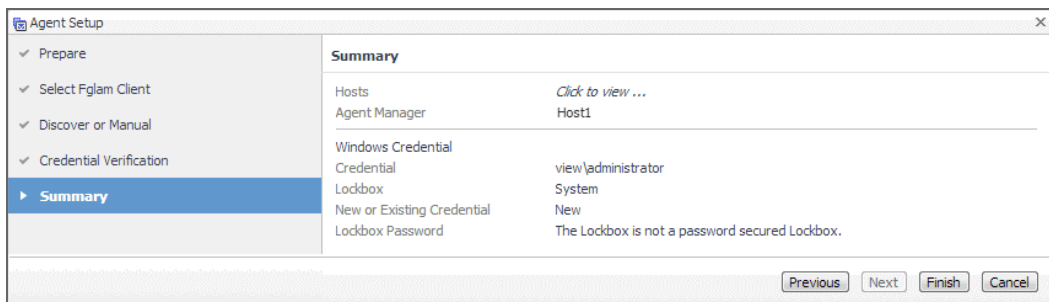 Agent Setup
Prepare
Select Fglam Client
Discover or Manual
Credential Verification
Summary
Summary
Hosts Click to view ...
Agent Manager Host1
Windows Credential
Credential view\administrator
Lockbox System
New or Existing Credential New
Lockbox Password The Lockbox is not a password secured Lockbox.
Previous Next Finish Cancel